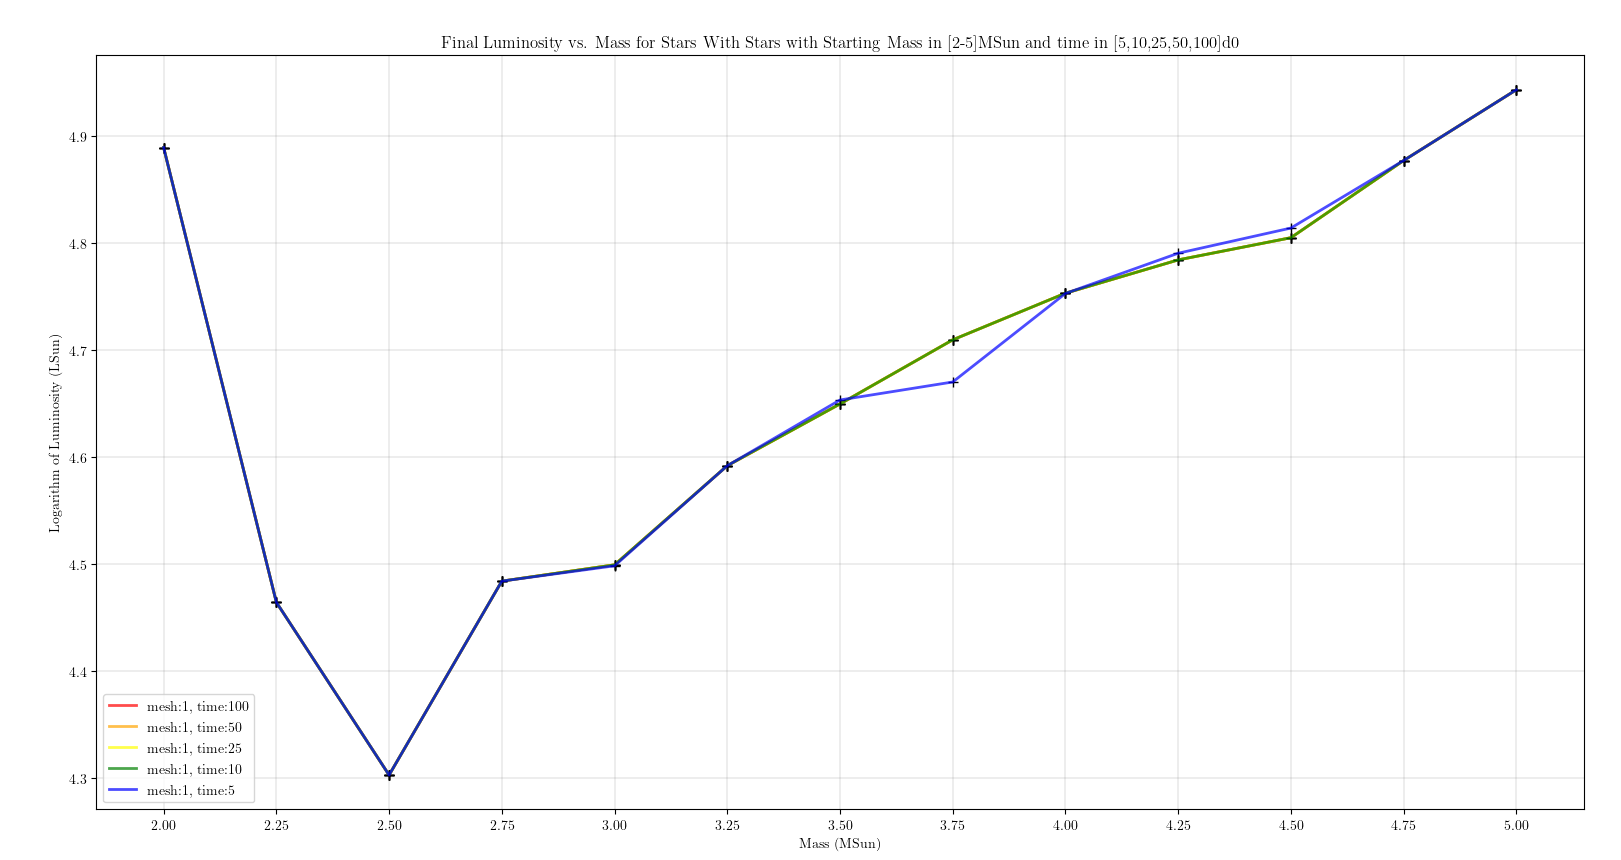 Final Luminosity vs. Mass for Stars With Stars with Starting Mass in [2-5]MSun and time in [5,10,25,50,100]d0
Logarithm of Luminosity (LSun)
4.9
4.8
4.7
4.6
4.5
4.4
4.3
mesh:1, time:100
mesh:1, time:50
mesh:1, time:25
mesh:1, time:10
mesh:1, time:5
2.00 2.25 2.50 2.75 3.00 3.25 3.50 3.75 4.00 4.25 4.50 4.75 5.00
Mass (MSun)